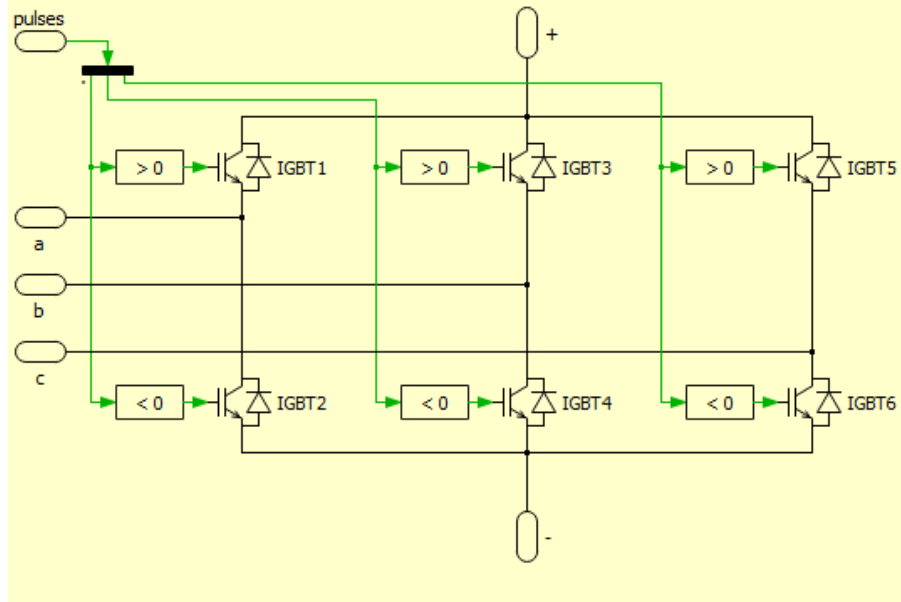 pulses
+
> 0
IGBT1
> 0
IGBT3
> 0
IGBT5
a
b
c
< 0
IGBT2
< 0
IGBT4
< 0
IGBT6
-